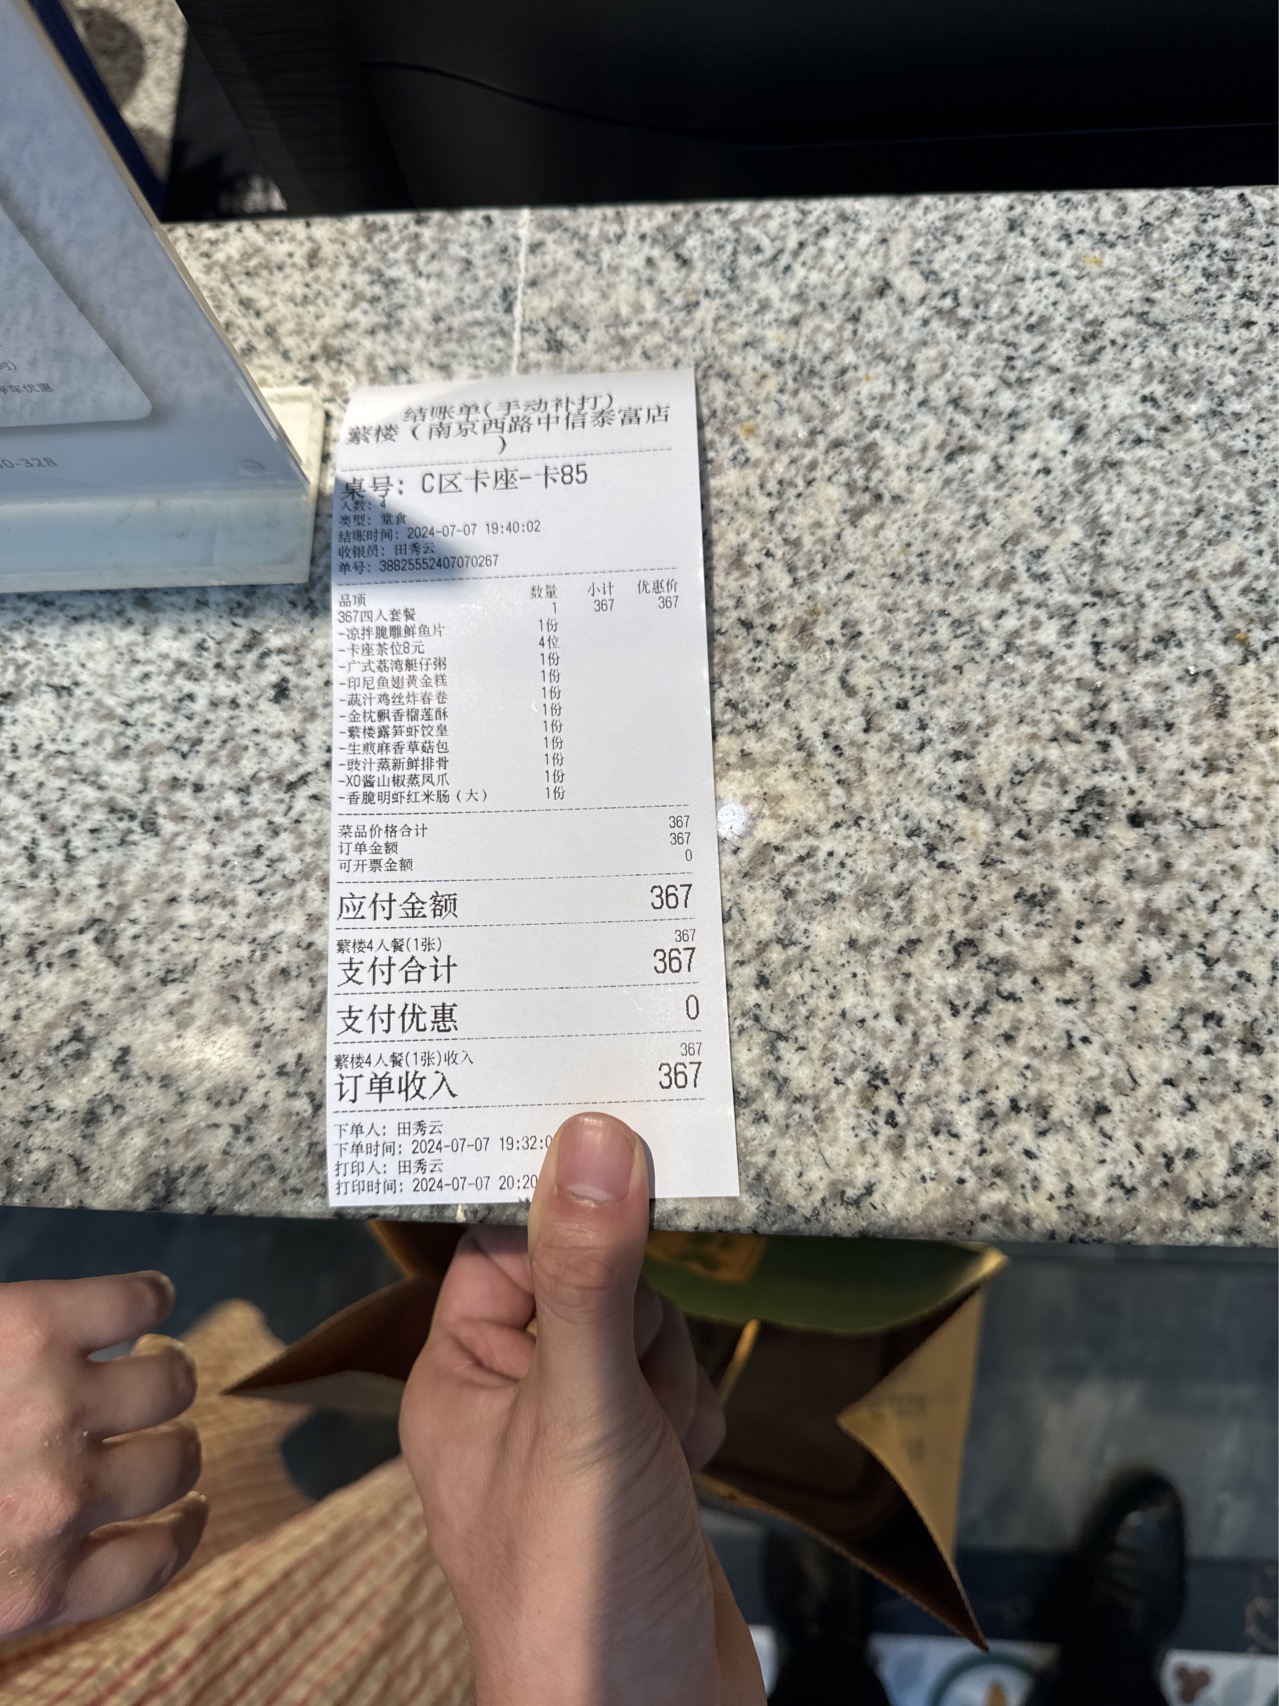 停车优惠
0-328
结账单(手动补打)
蘩楼（南京西路中信泰富店
）
桌号: C区卡座-卡85
人数: 4
类型: 堂食
结账时间: 2024-07-07 19:40:02
收银员: 田秀云
单号: 38825552407070267
品项 数量 小计 优惠价
367四人套餐 1 367 367
-凉拌脆雕鲜鱼片 1份
-卡座茶位8元 4位
-广式荔湾艇仔粥 1份
-印尼鱼翅黄金糕 1份
-蔬汁鸡丝炸春卷 1份
-金枕飘香榴莲酥 1份
-蘩楼露笋虾饺皇 1份
-生煎麻香草菇包 1份
-豉汁蒸新鲜排骨 1份
-XO酱山椒蒸凤爪 1份
-香脆明虾红米肠（大） 1份
菜品价格合计 367
订单金额 367
可开票金额 0
应付金额 367
蘩楼4人餐(1张) 367
支付合计 367
支付优惠 0
蘩楼4人餐(1张)收入 367
订单收入 367
下单人: 田秀云
下单时间: 2024-07-07 19:32:0
打印人: 田秀云
打印时间: 2024-07-07 20:20